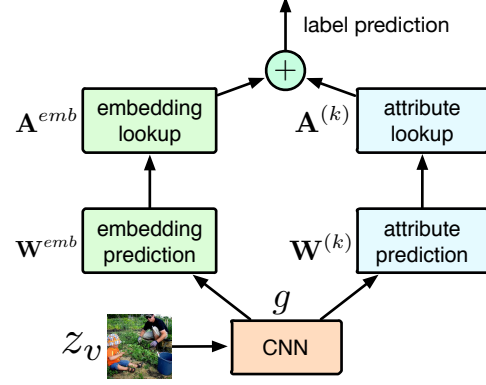 label prediction
+
A^{emb}
embedding
lookup
A^{(k)}
attribute
lookup
W^{emb}
embedding
prediction
W^{(k)}
attribute
prediction
g
z_v
CNN